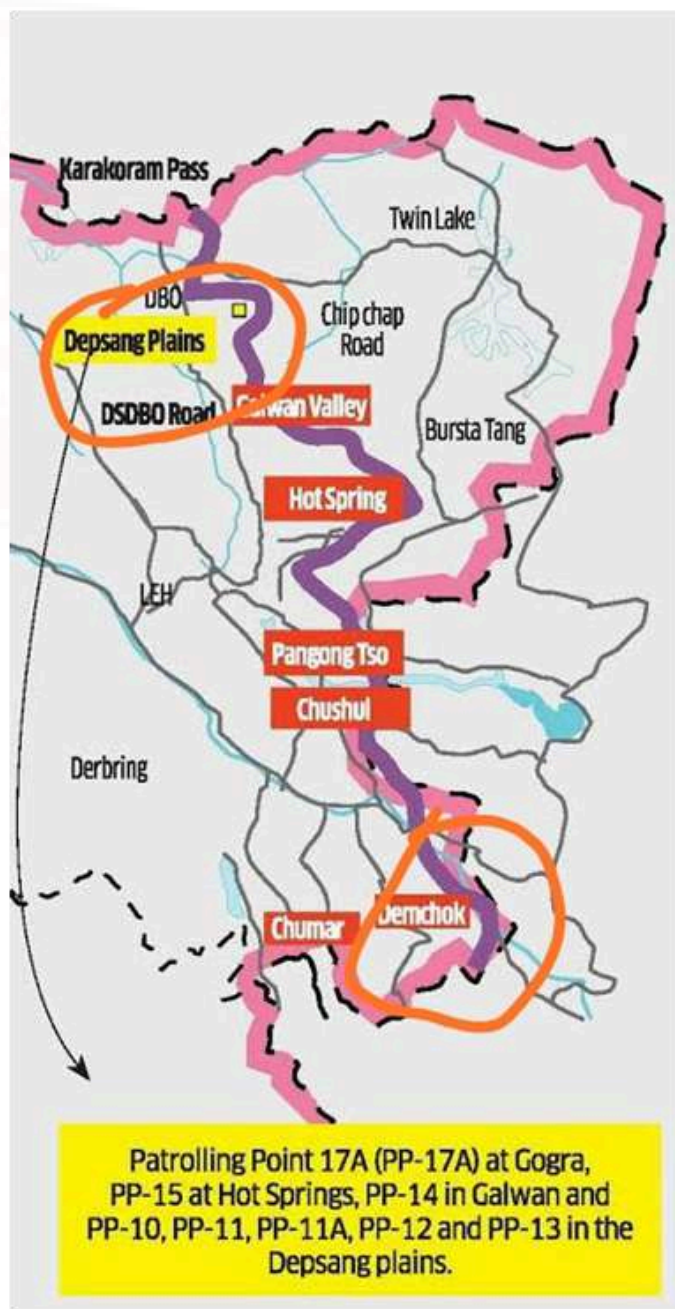 Karakoram Pass
Twin Lake
DBO
Chip chap
Road
Depsang Plains
DSDBO Road
Galwan Valley
Bursta Tang
Hot Spring
LEH
Pangong Tso
Chushul
Derbring
Demchok
Chumar
Patrolling Point 17A (PP-17A) at Gogra,
PP-15 at Hot Springs, PP-14 in Galwan and
PP-10, PP-11, PP-11A, PP-12 and PP-13 in the
Depsang plains.